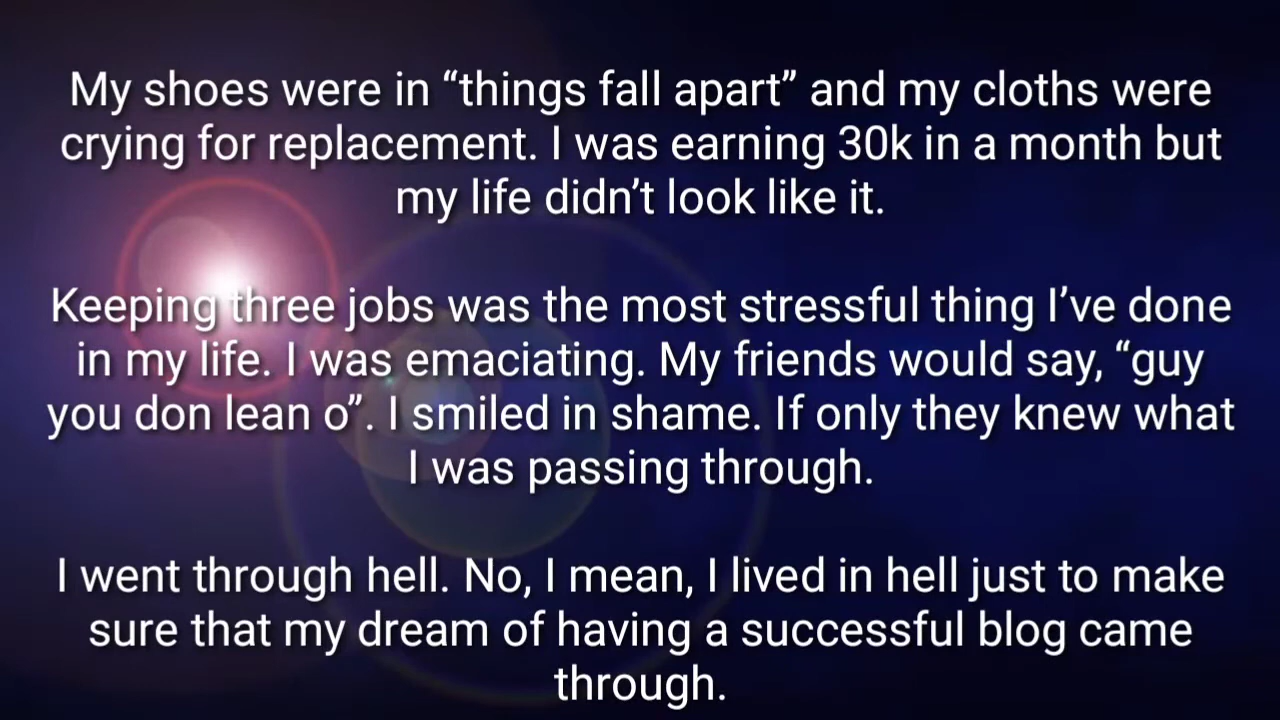 My shoes were in “things fall apart” and my cloths were
crying for replacement. I was earning 30k in a month but
my life didn’t look like it.
Keeping three jobs was the most stressful thing I’ve done
in my life. I was emaciating. My friends would say, “guy
you don lean o”. I smiled in shame. If only they knew what
I was passing through.
I went through hell. No, I mean, I lived in hell just to make
sure that my dream of having a successful blog came
through.